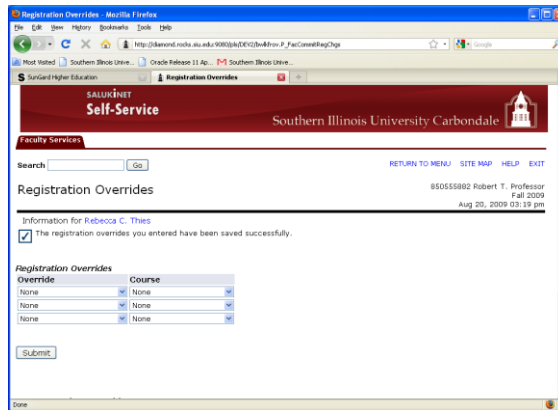 Registration Overrides - Mozilla Firefox
File Edit View History Bookmarks Tools Help
http://diamond.rocks.siu.edu:9080/pls/DEV2/bwlkfrov.P_FacCommitRegChgs
Google
Most Visited Southern Illinois Unive... Oracle Release 11 Ap... Southern Illinois Unive...
SunGard Higher Education Registration Overrides
SALUKINET
Self-Service
Southern Illinois University Carbondale
Faculty Services
Search Go RETURN TO MENU SITE MAP HELP EXIT
Registration Overrides
850555882 Robert T. Professor
Fall 2009
Aug 20, 2009 03:19 pm
Information for Rebecca C. Thies
The registration overrides you entered have been saved successfully.
Registration Overrides
Override Course
None None
None None
None None
Submit
Done